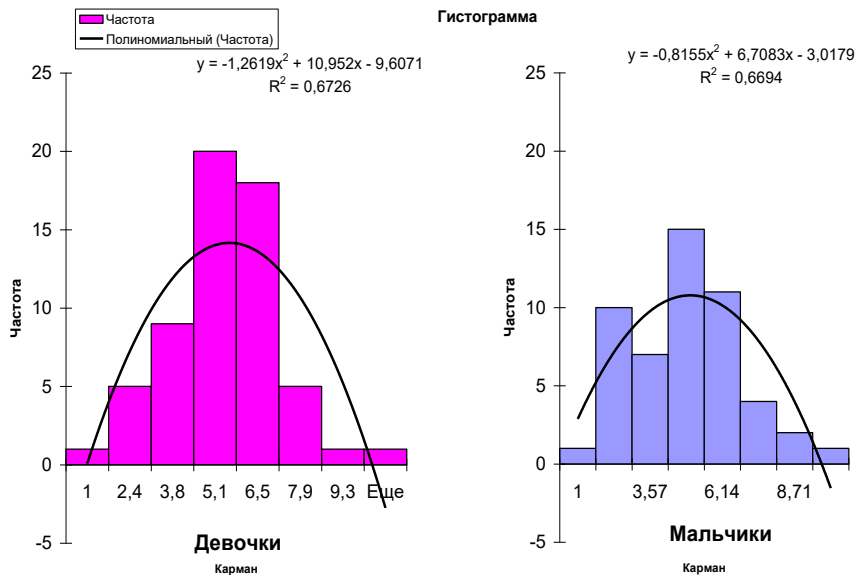 Гистограмма
Частота
Полиномиальный (Частота)
y = -1,2619x² + 10,952x - 9,6071
R² = 0,6726
25
20
15
10
5
0
-5
Частота
1 2,4 3,8 5,1 6,5 7,9 9,3 Еще
Девочки
Карман
y = -0,8155x² + 6,7083x - 3,0179
R² = 0,6694
25
20
15
10
5
0
-5
Частота
1 3,57 6,14 8,71
Мальчики
Карман